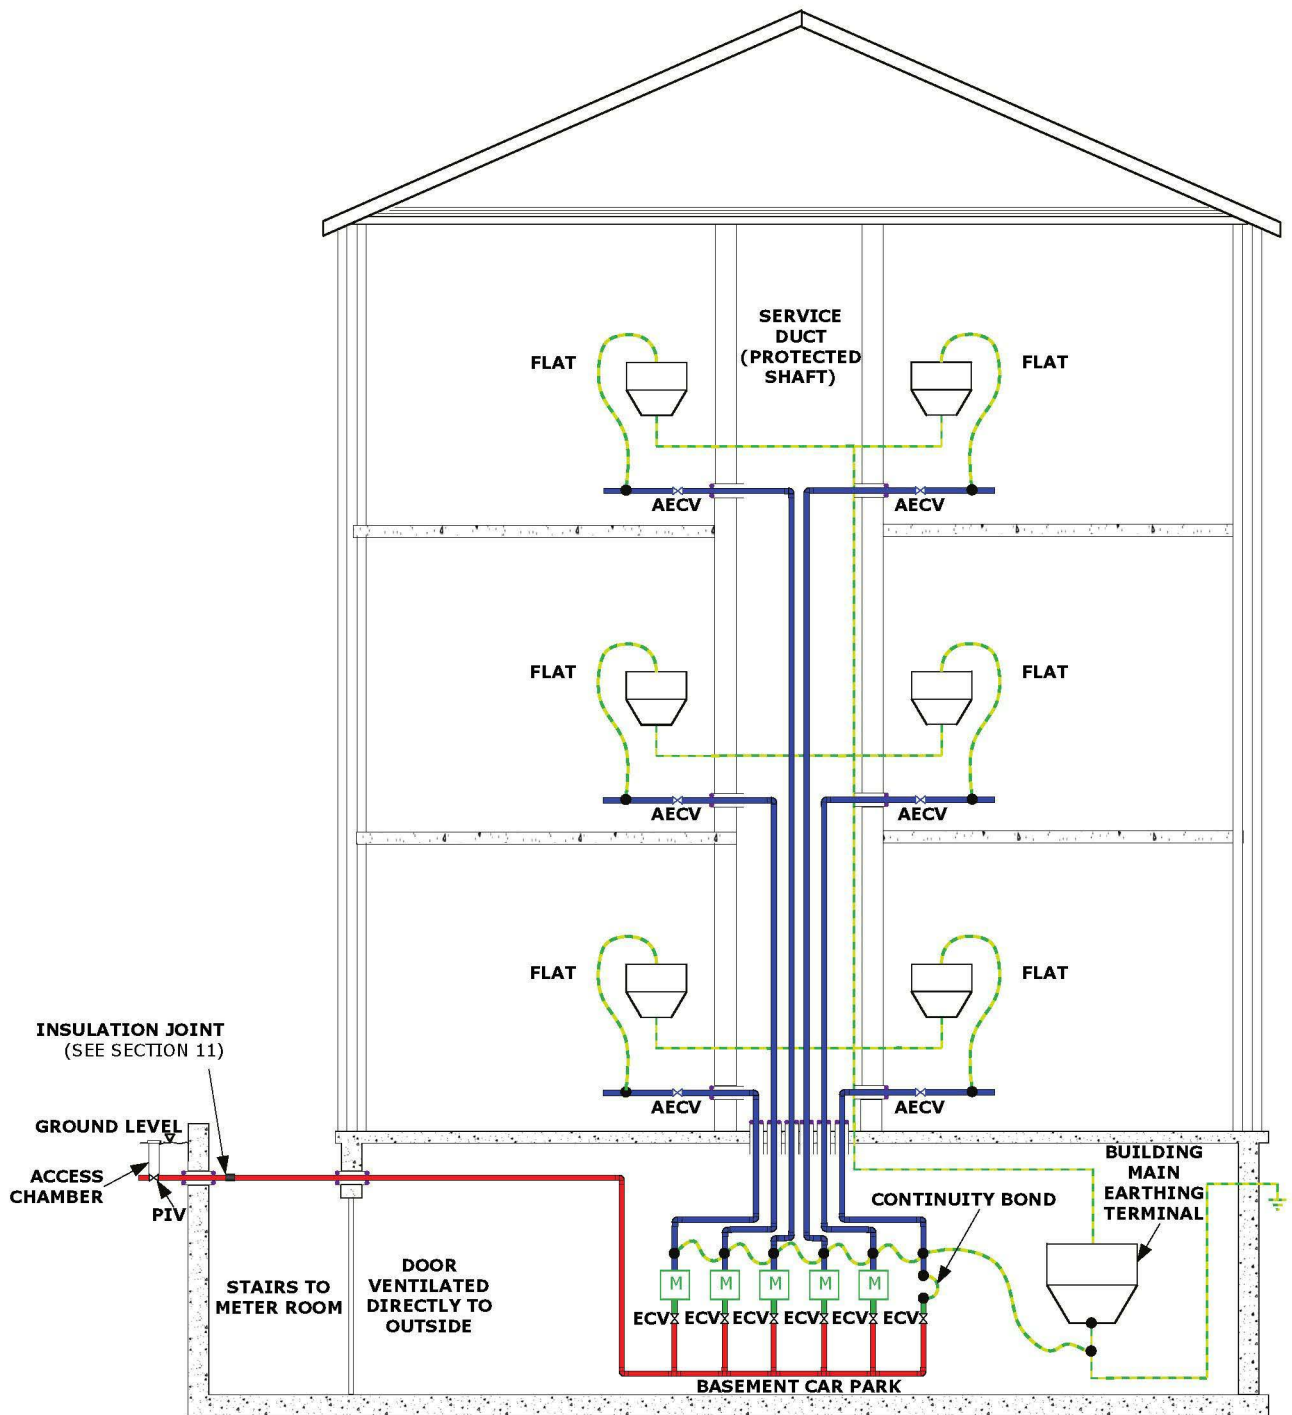 SERVICE
DUCT
(PROTECTED
SHAFT)
FLAT
FLAT
AECV
AECV
FLAT
FLAT
AECV
AECV
FLAT
FLAT
AECV
AECV
INSULATION JOINT
(SEE SECTION 11)
GROUND LEVEL
ACCESS
CHAMBER
PIV
STAIRS TO
METER ROOM
DOOR
VENTILATED
DIRECTLY TO
OUTSIDE
CONTINUITY BOND
BUILDING
MAIN
EARTHING
TERMINAL
M M M M M
ECV ECV ECV ECV ECV ECV
BASEMENT CAR PARK